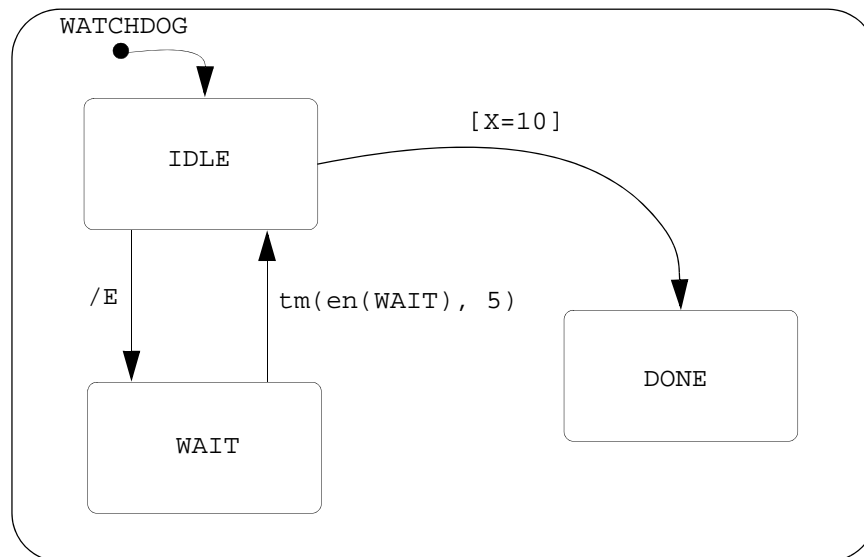 WATCHDOG
[X=10]
IDLE
/E
tm(en(WAIT), 5)
DONE
WAIT